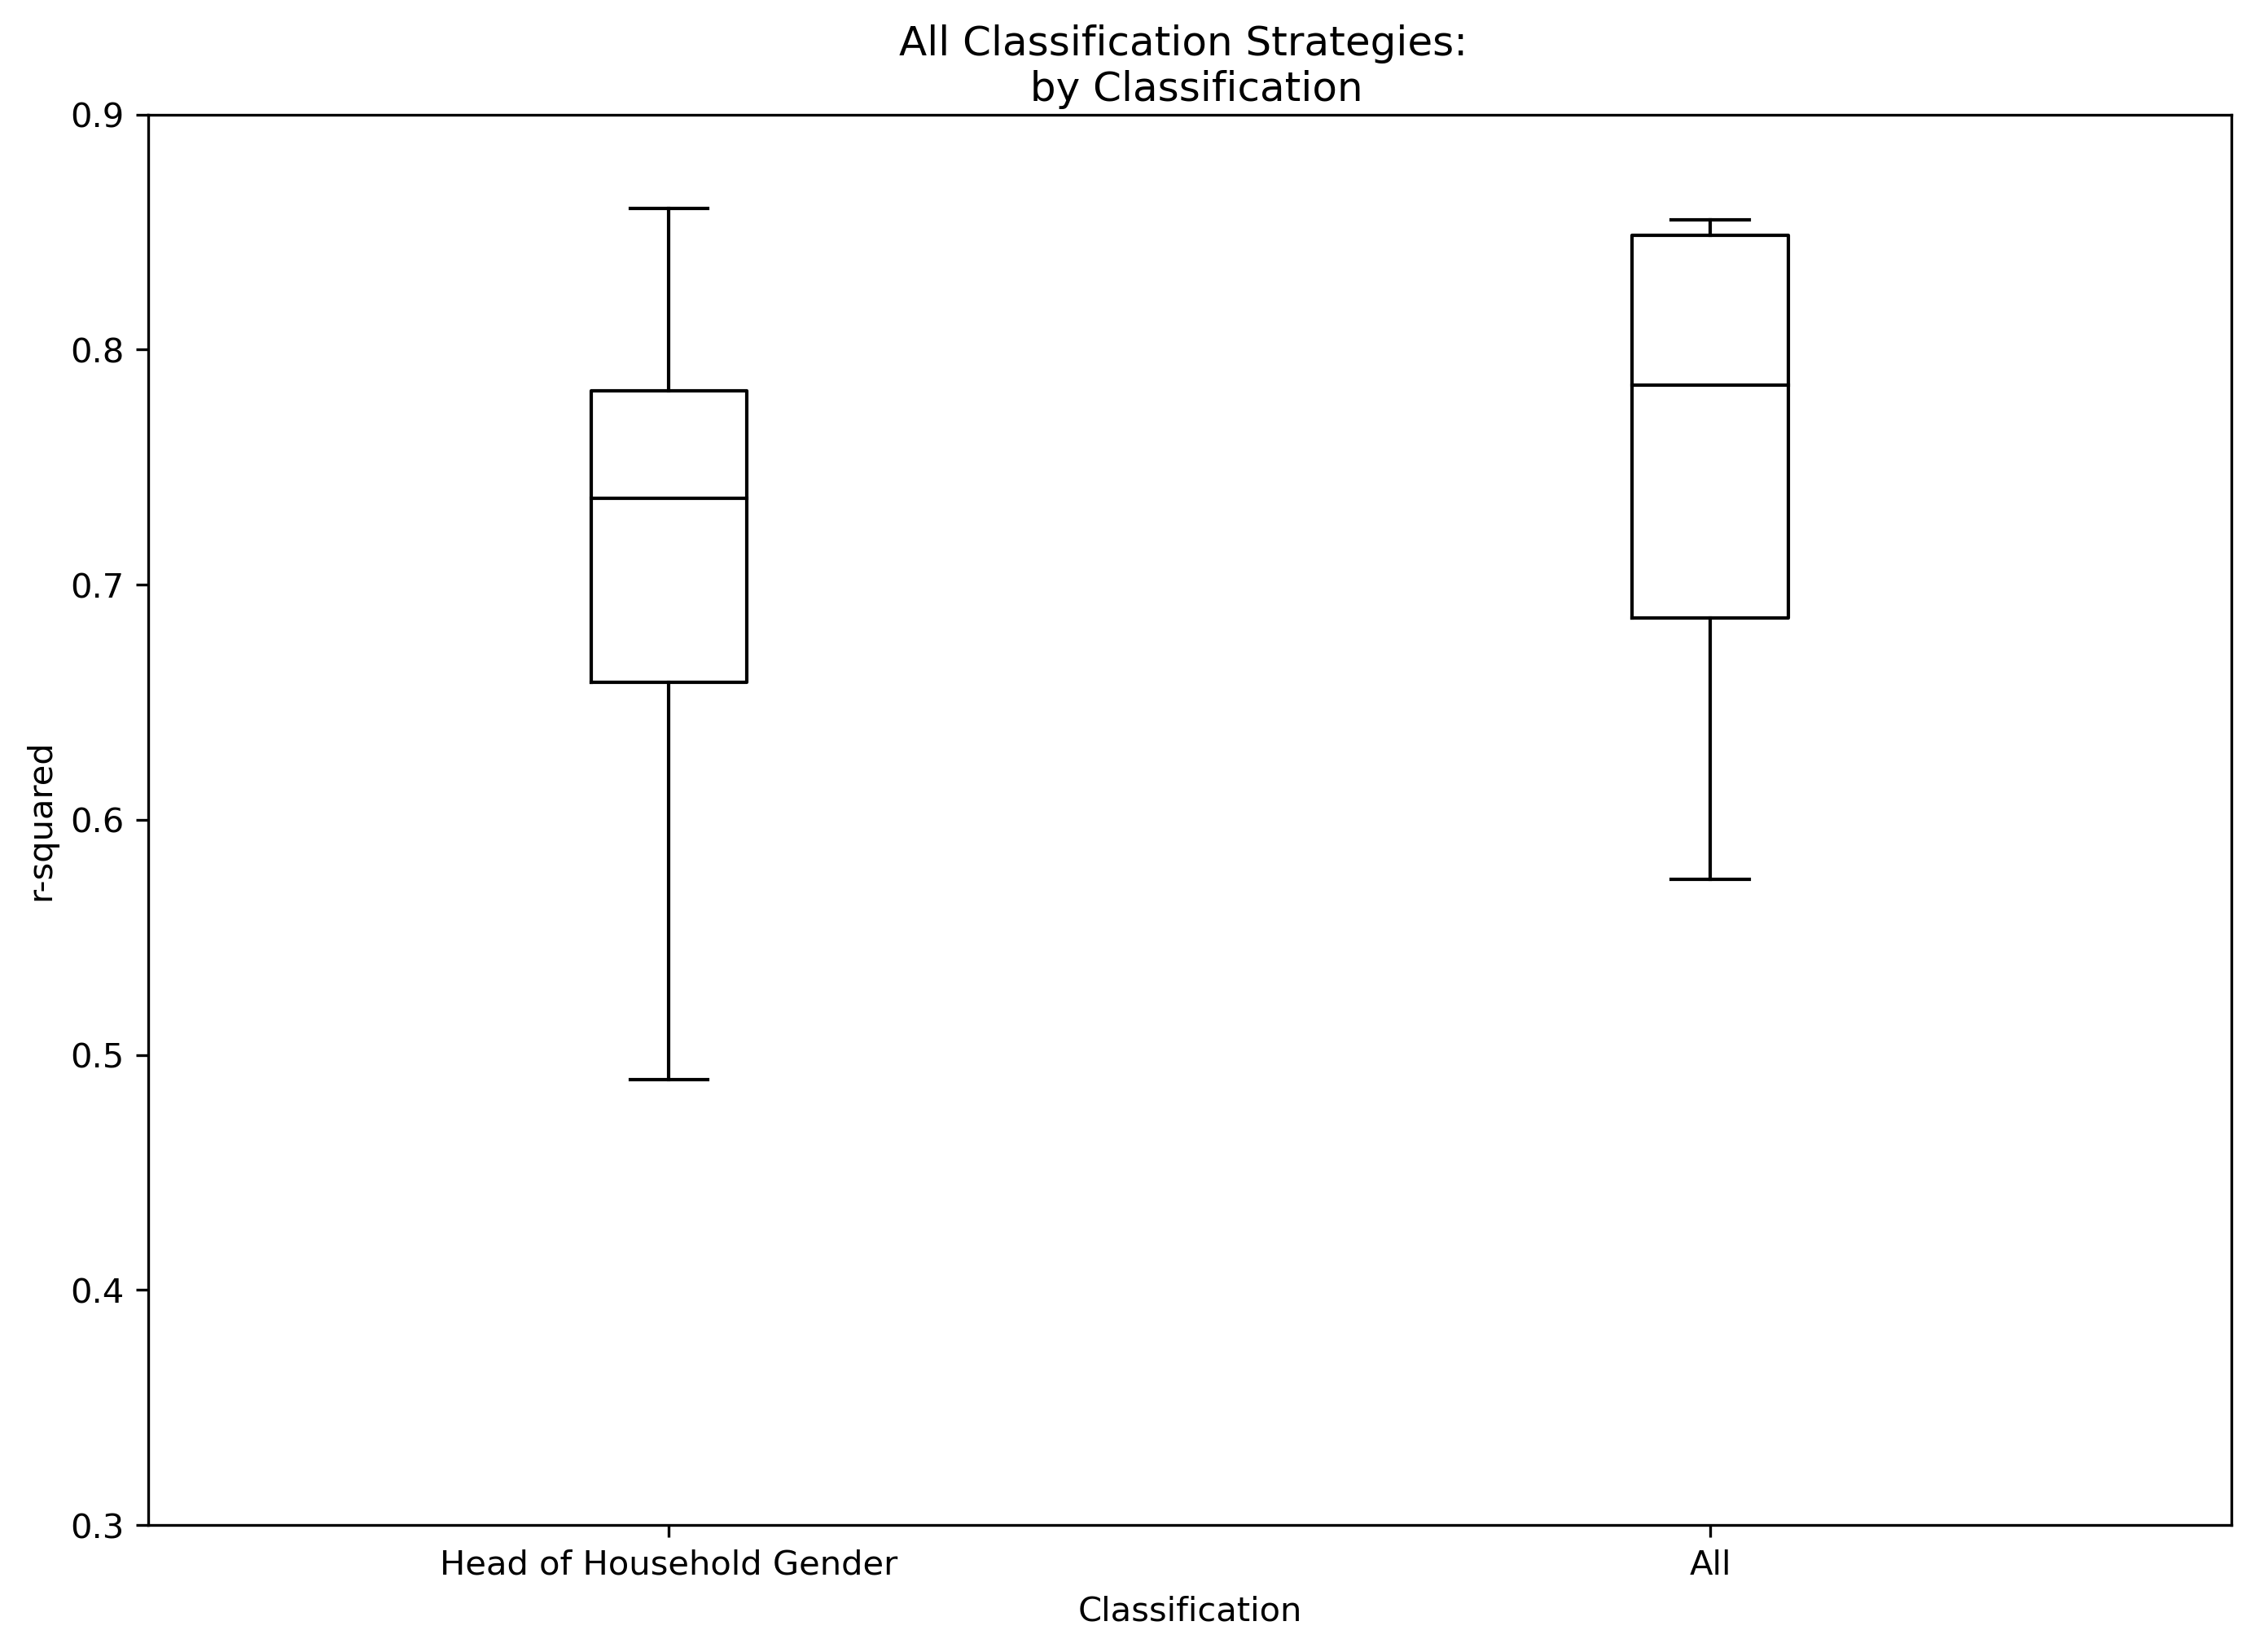 All Classification Strategies:
by Classification
0.9
0.8
0.7
0.6
0.5
0.4
0.3
r-squared
Head of Household Gender
All
Classification